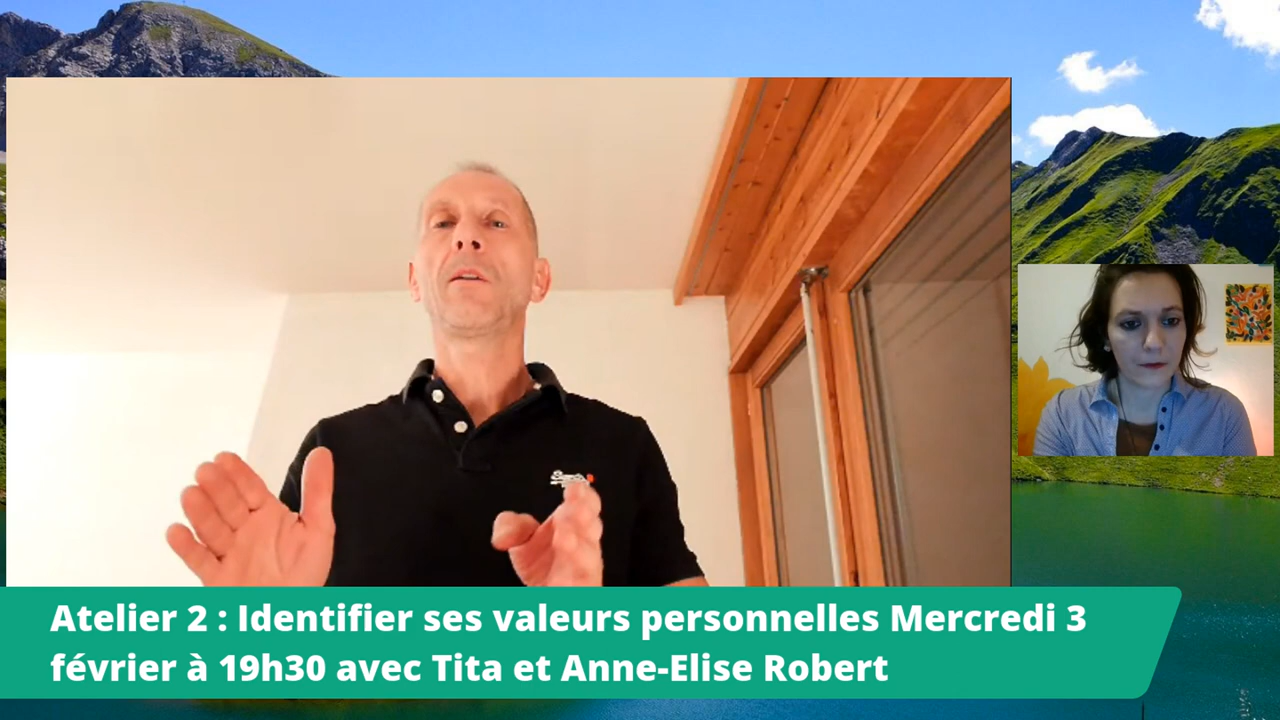 Atelier 2 : Identifier ses valeurs personnelles Mercredi 3
février à 19h30 avec Tita et Anne-Elise Robert